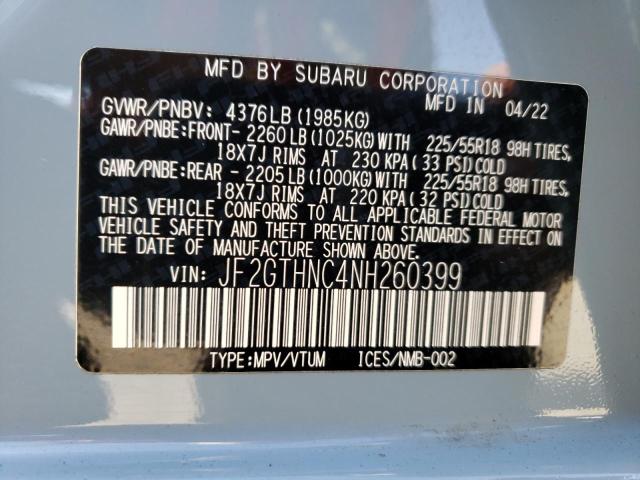 MFD BY SUBARU CORPORATION
MFD IN 04/22
GVWR/PNBV: 4376LB(1985KG)
GAWR/PNBE:FRONT- 2260LB(1025KG)WITH 225/55R18 98H TIRES,
18X7J RIMS AT 230 KPA(33 PSI)COLD
GAWR/PNBE:REAR - 2205LB(1000KG)WITH 225/55R18 98H TIRES,
18X7J RIMS AT 220 KPA(32 PSI)COLD
THIS VEHICLE CONFORMS TO ALL APPLICABLE FEDERAL MOTOR
VEHICLE SAFETY AND THEFT PREVENTION STANDARDS IN EFFECT ON
THE DATE OF MANUFACTURE SHOWN ABOVE.
VIN: JF2GTHNC4NH260399
TYPE:MPV/VTUM ICES/NMB-002